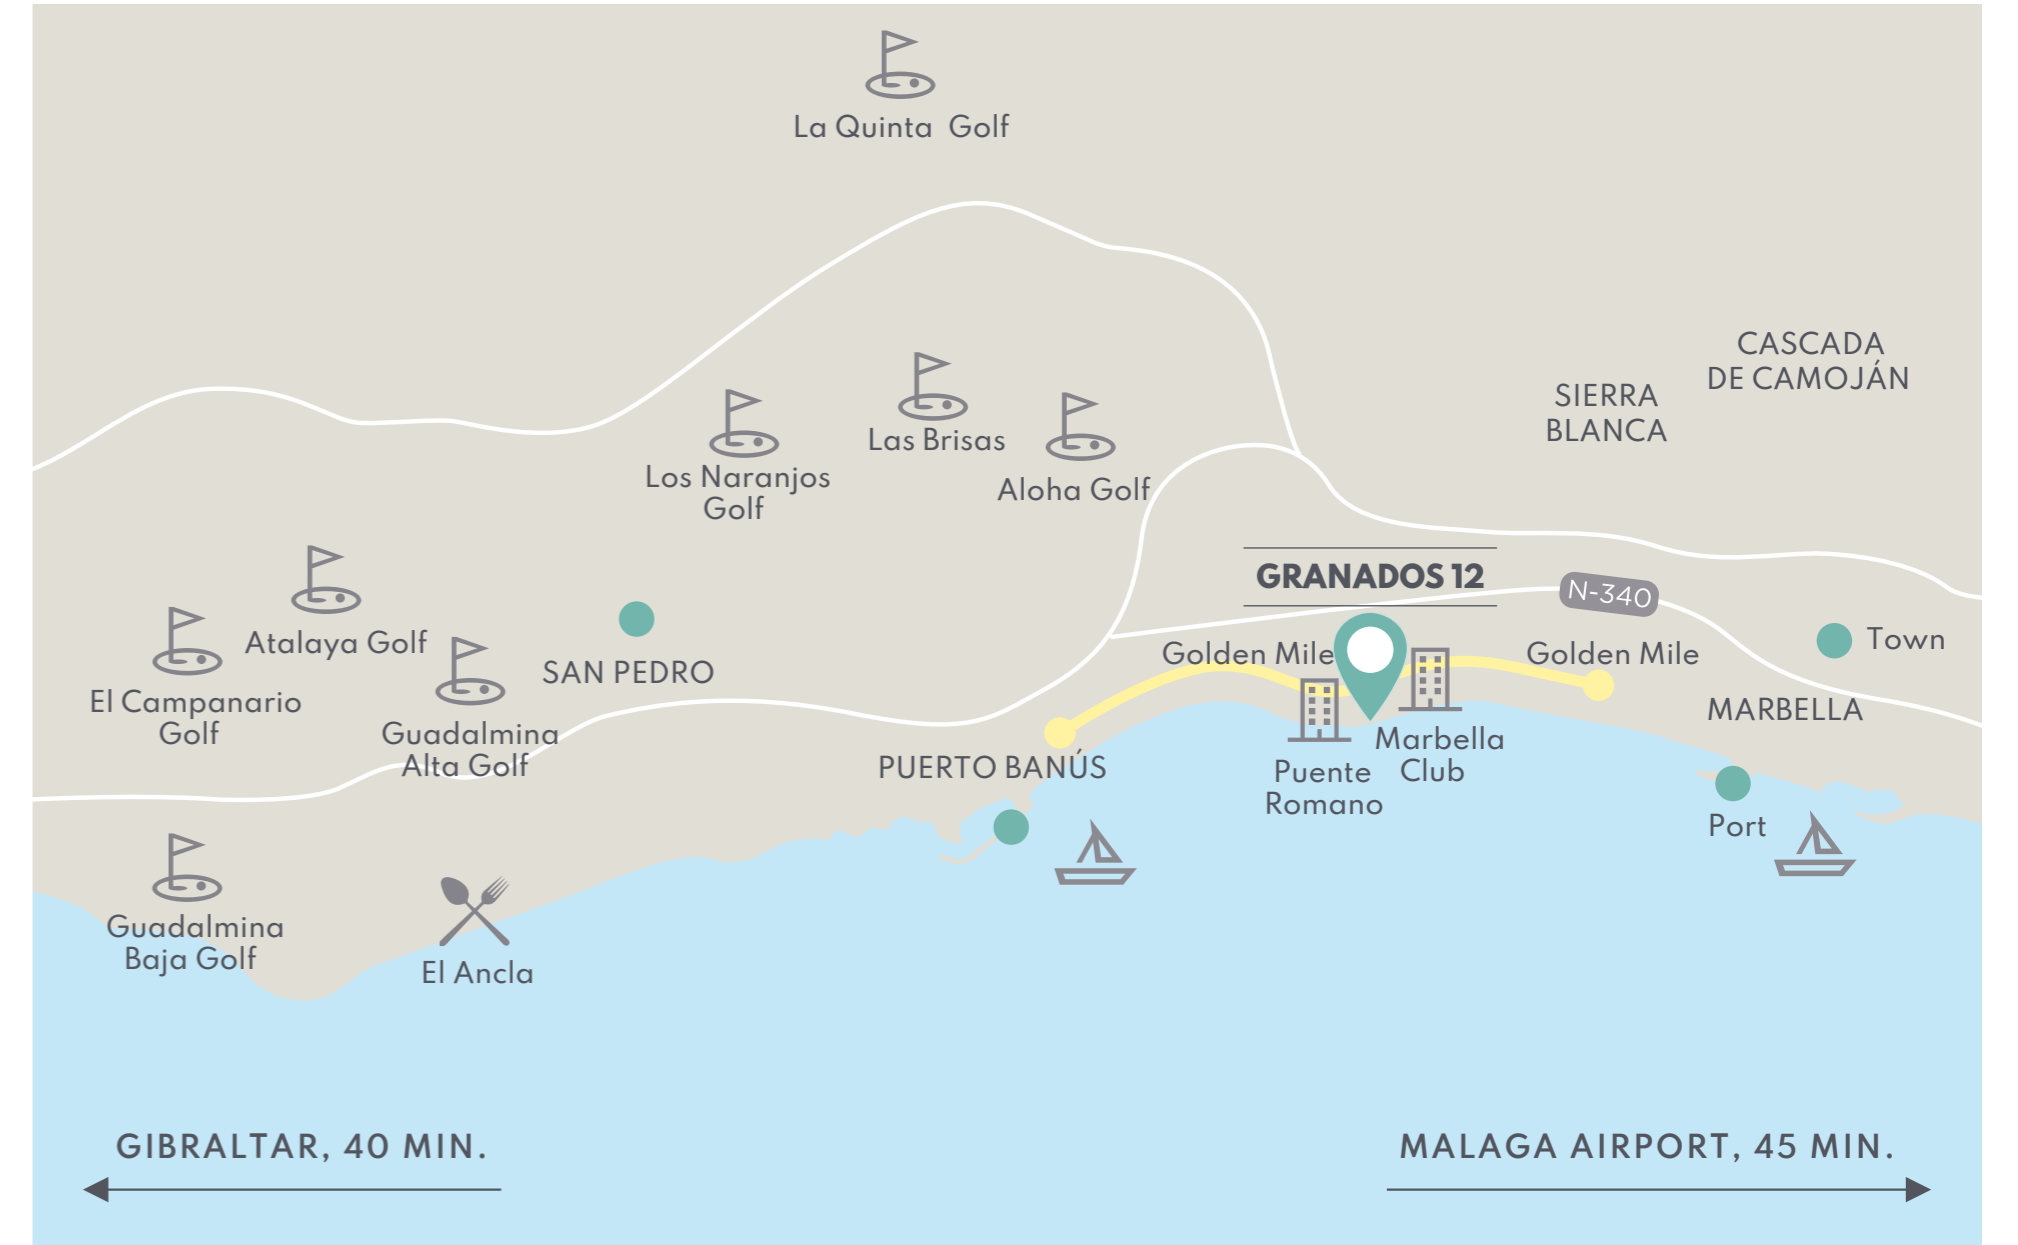 La Quinta Golf
CASCADA
DE CAMOJÁN
SIERRA
BLANCA
Las Brisas
Los Naranjos
Golf
Aloha Golf
GRANADOS 12
N-340
Atalaya Golf
Golden Mile
Golden Mile
Town
SAN PEDRO
El Campanario
Golf
MARBELLA
Guadalmina
Alta Golf
PUERTO BANÚS
Marbella
Club
Puente
Romano
Port
Guadalmina
Baja Golf
El Ancla
GIBRALTAR, 40 MIN.
MALAGA AIRPORT, 45 MIN.